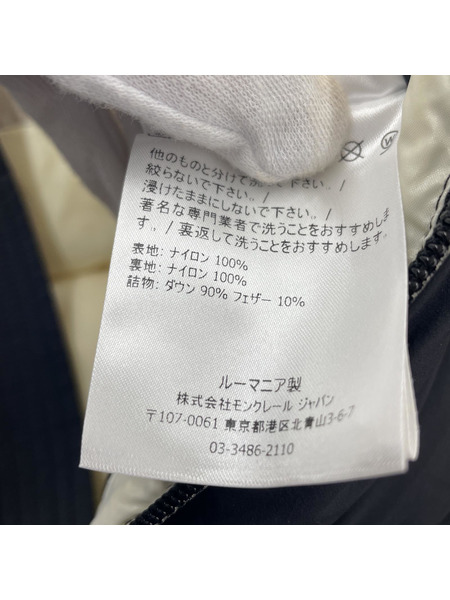 他のものと分けて洗って下さい。/
絞らないで下さい。/
浸けたままにしないで下さい。/
著名な専門業者で洗うことをおすすめしま
す。/ 裏返して洗うことをおすすめします。/
表地: ナイロン 100%
裏地: ナイロン 100%
詰物: ダウン 90% フェザー 10%
ルーマニア製
株式会社モンクレール ジャパン
〒107-0061 東京都港区北青山3-6-7
03-3486-2110